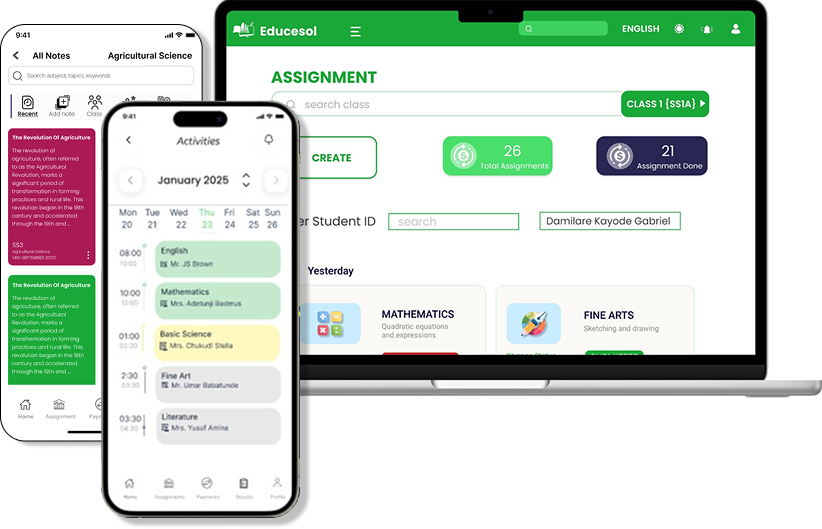 9:41
All Notes
Agricultural Science
Search subject, topics, keywords
Recent
Add note
Class
The Revolution Of Agriculture
The revolution of
agriculture, often referred
to as the Agricultural
Revolution, marks a
significant period of
transformation in farming
practices and rural life. This
revolution began in the 18th
century and accelerated
through the 19th and ...
SS3
Agricultural Science
14th SEPTEMBER 2023
The Revolution Of Agriculture
The revolution of
agriculture, often referred
to as the Agricultural
Revolution, marks a
significant period of
transformation in farming
practices and rural life. This
revolution began in the 18th
century and accelerated
through the 19th and ...
Home
Assignment
9:41
Activities
January 2025
Mon Tue Wed Thu Fri Sat Sun
20 21 22 23 24 25 26
08:00
10:02
English
Mr. JS Brown
10:00
12:00
Mathematics
Mrs. Adetunji Badmus
01:00
02:30
Basic Science
Mrs. Chukudi Stella
2:30
03:30
Fine Art
Mr. Umar Babatunde
03:30
04:30
Literature
Mrs. Yusuf Amina
Home
Assignments
Payments
Results
Profile
Educesol
ENGLISH
ASSIGNMENT
search class
CLASS 1 {SS1A}
CREATE
26
Total Assignments
21
Assignment Done
er Student ID
search
Damilare Kayode Gabriel
Yesterday
MATHEMATICS
Quadratic equations
and expressions
FINE ARTS
Sketching and drawing